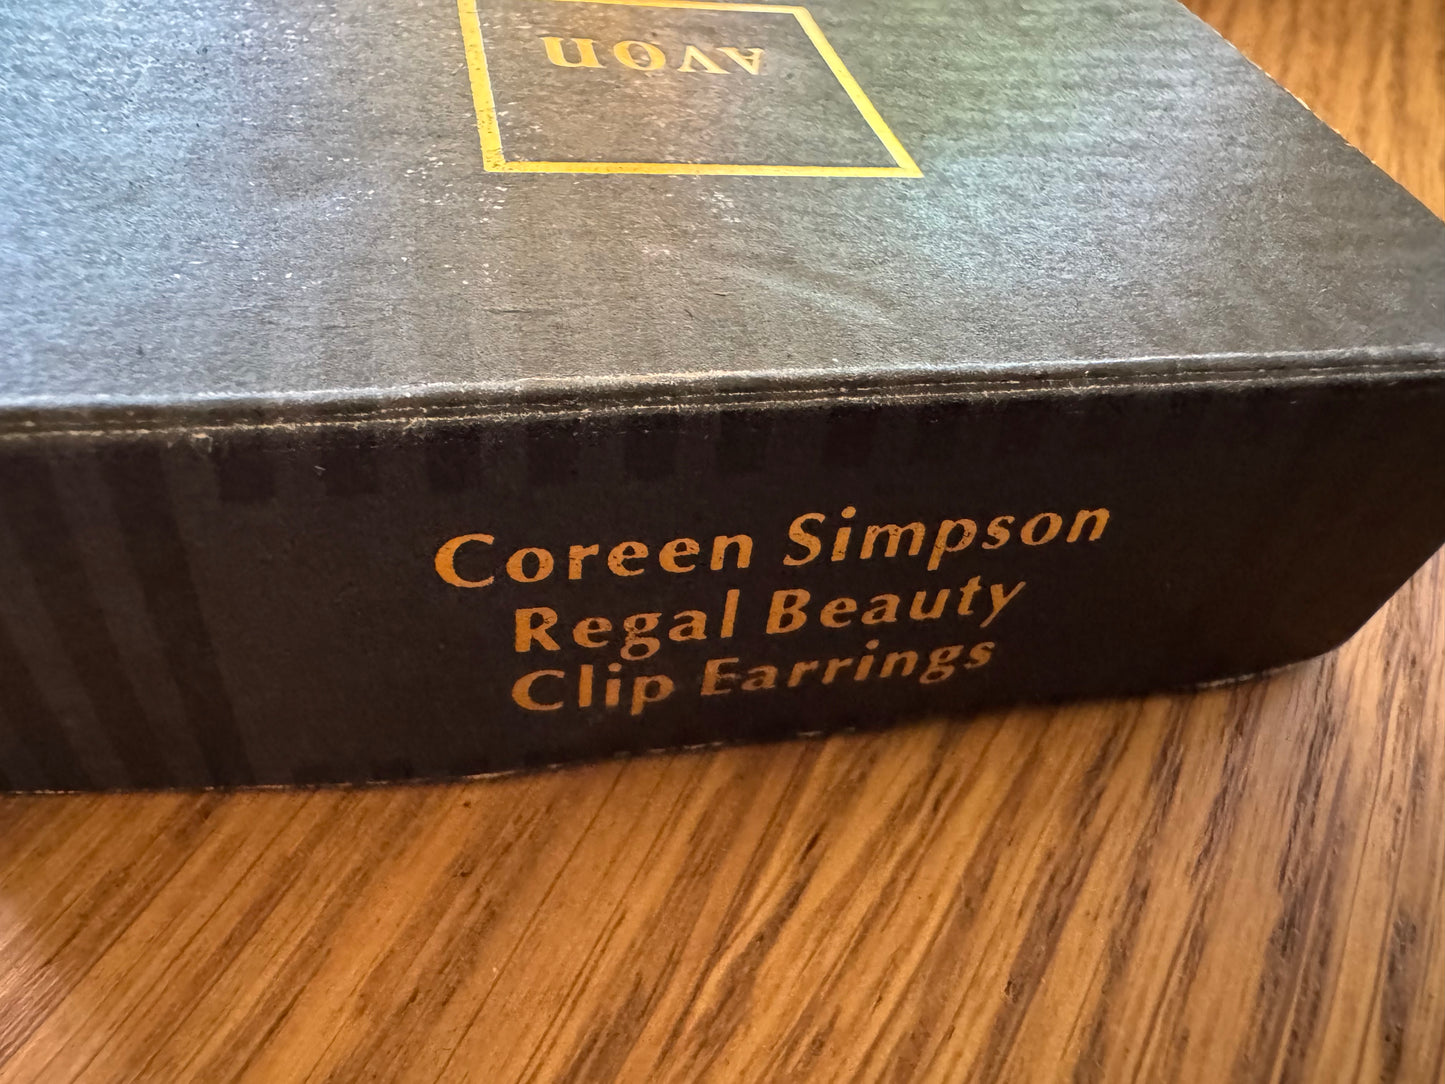 AVON
Coreen Simpson
Regal Beauty
Clip Earrings